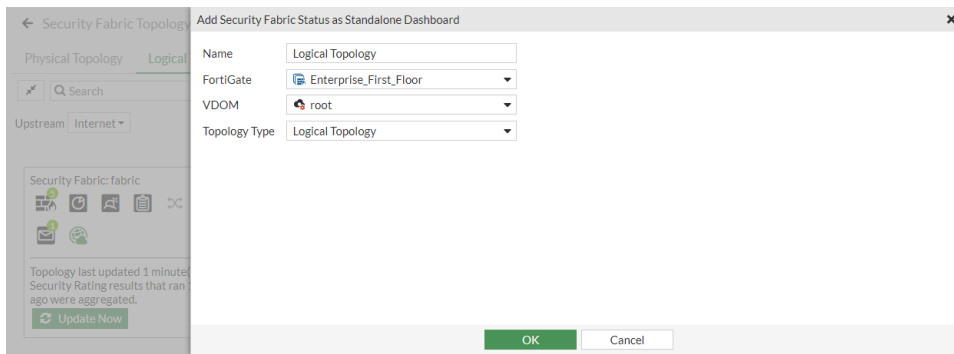 Security Fabric Topology
Add Security Fabric Status as Standalone Dashboard
Physical Topology Logical
Search
Upstream Internet
Security Fabric: fabric
3
1
Topology last updated 1 minute(
Security Rating results that ran
ago were aggregated.
Update Now
Name Logical Topology
FortiGate Enterprise_First_Floor
VDOM root
Topology Type Logical Topology
OK Cancel